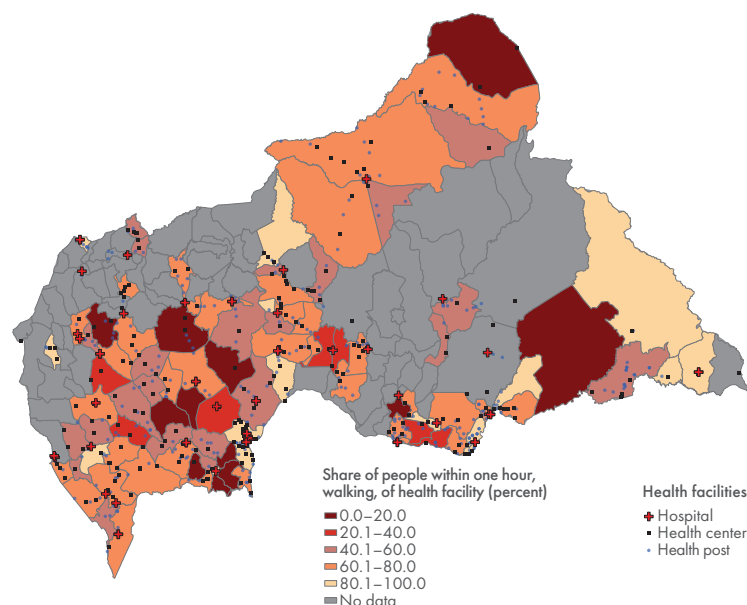 Share of people within one hour,
walking, of health facility (percent)
0.0–20.0
20.1–40.0
40.1–60.0
60.1–80.0
80.1–100.0
No data
Health facilities
Hospital
Health center
Health post